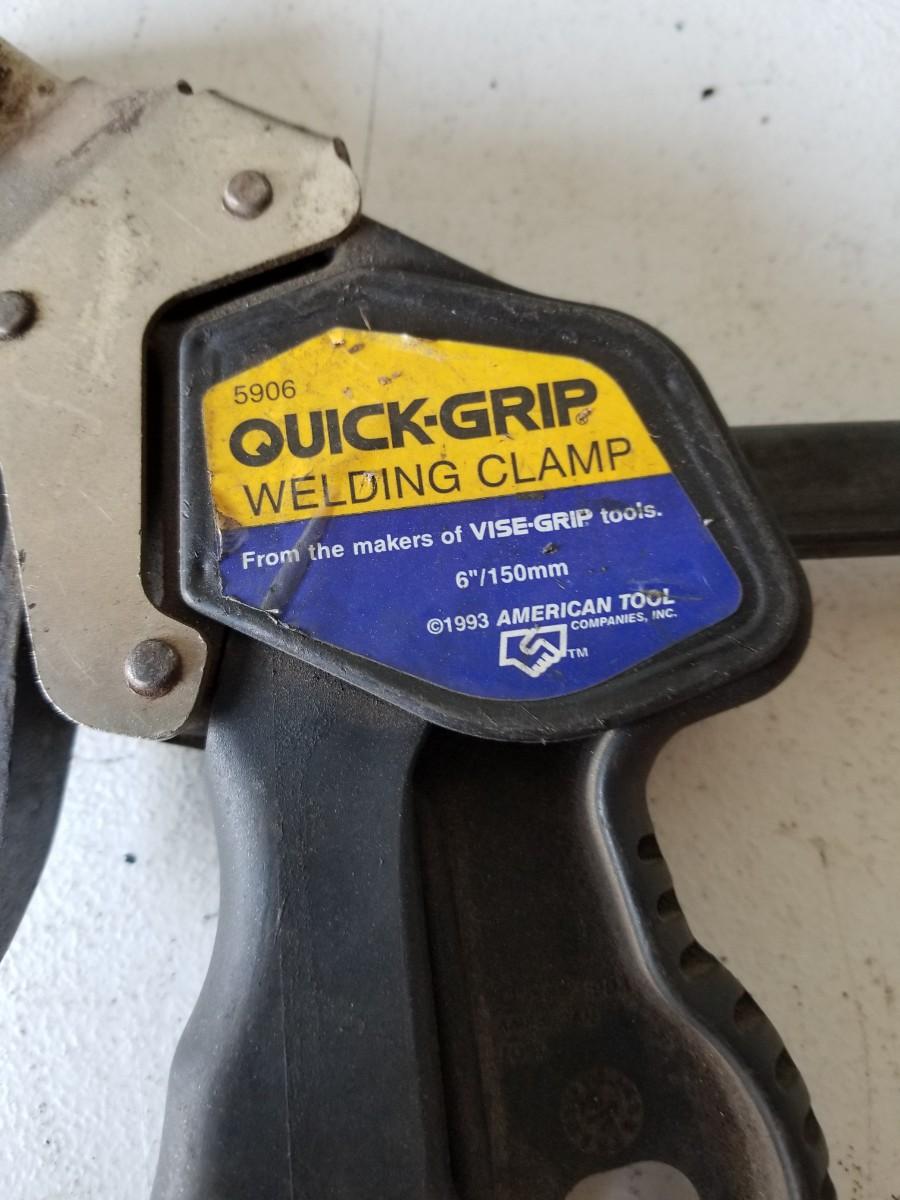 5906
QUICK-GRIP®
WELDING CLAMP
From the makers of VISE-GRIP tools.
6"/150mm
©1993 AMERICAN TOOL
COMPANIES, INC.
TM